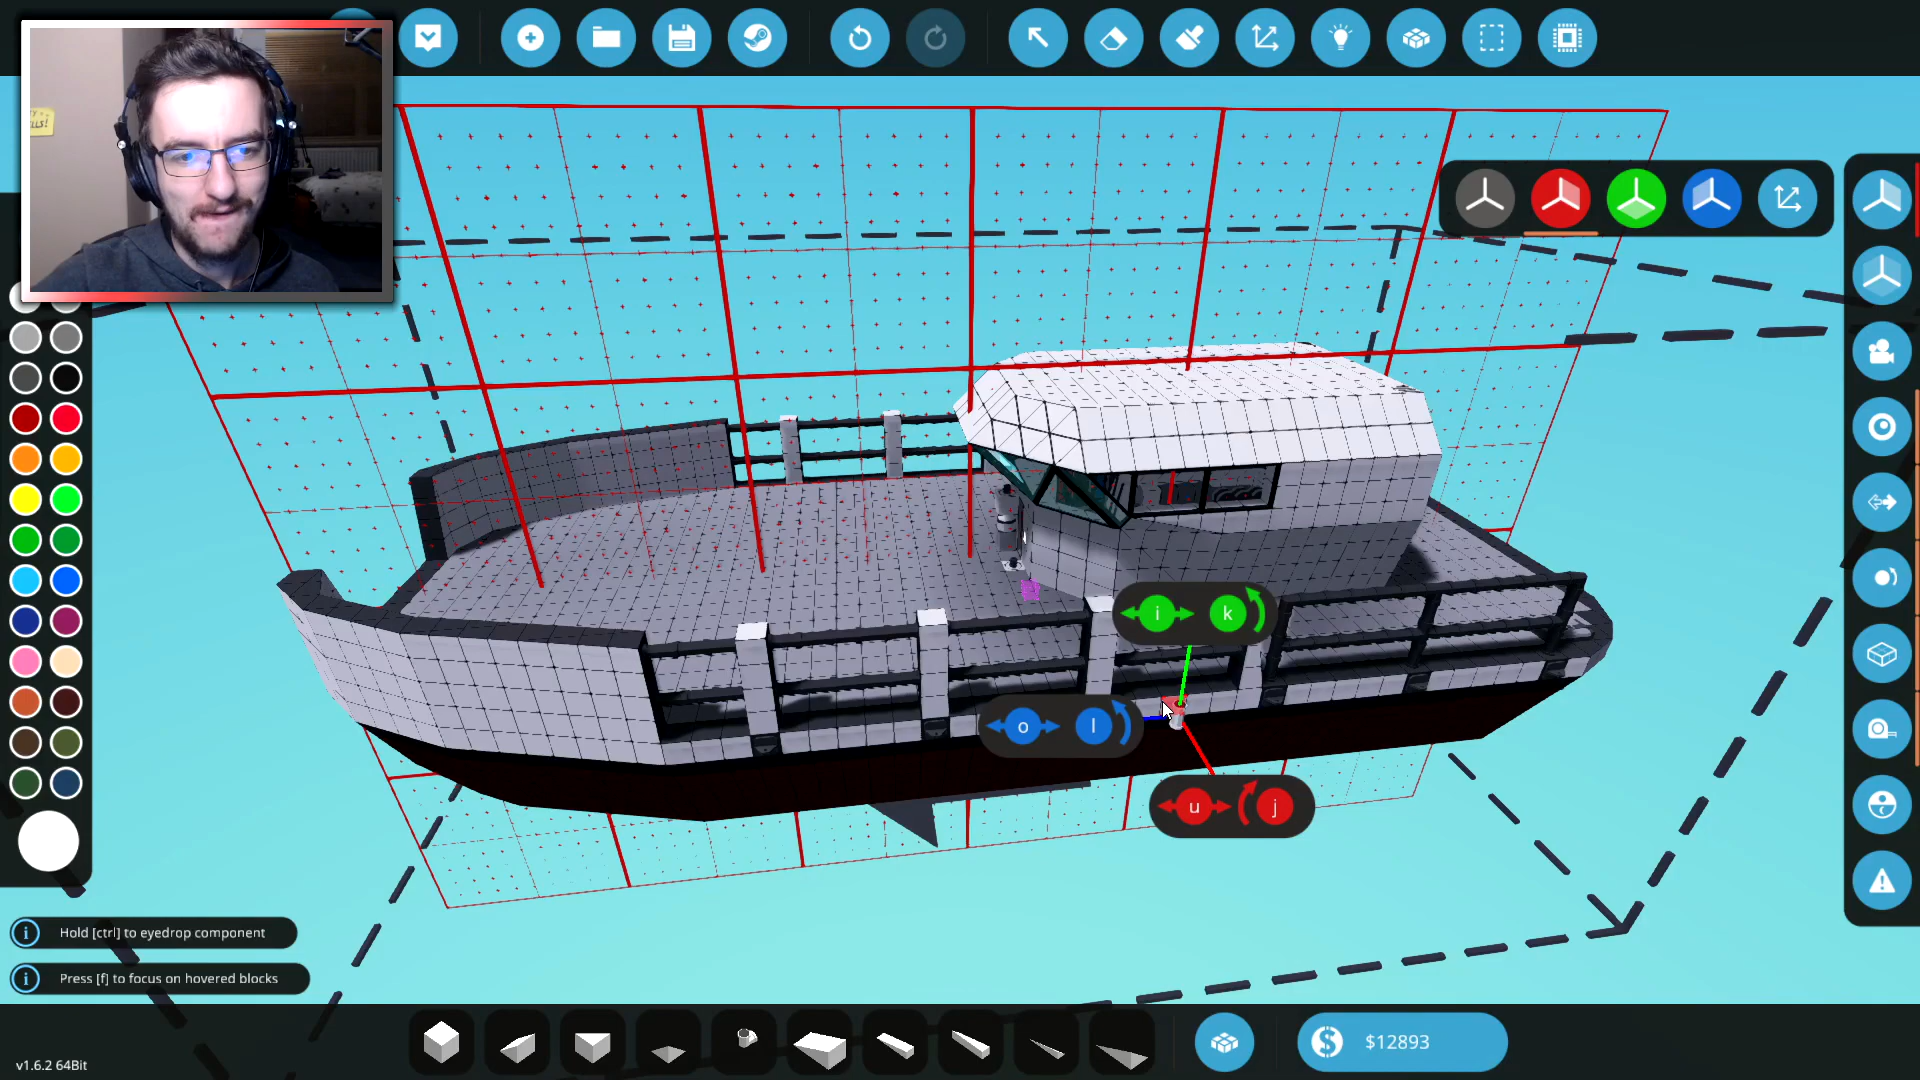 i
k
o
l
u
j
Hold [ctrl] to eyedrop component
Press [f] to focus on hovered blocks
$12893
v1.6.2 64Bit